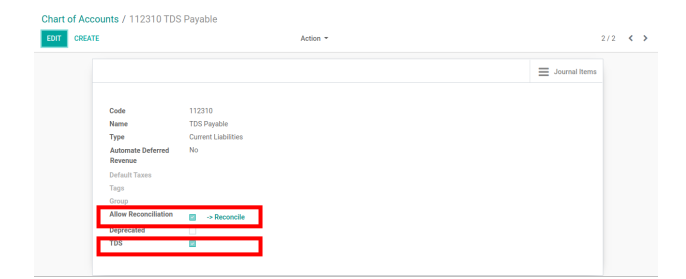 Chart of Accounts / 112310 TDS Payable
EDIT CREATE Action 2 / 2
Journal Items
Code 112310
Name TDS Payable
Type Current Liabilities
Automate Deferred No
Revenue
Default Taxes
Tags
Group
Allow Reconciliation -> Reconcile
Deprecated
TDS